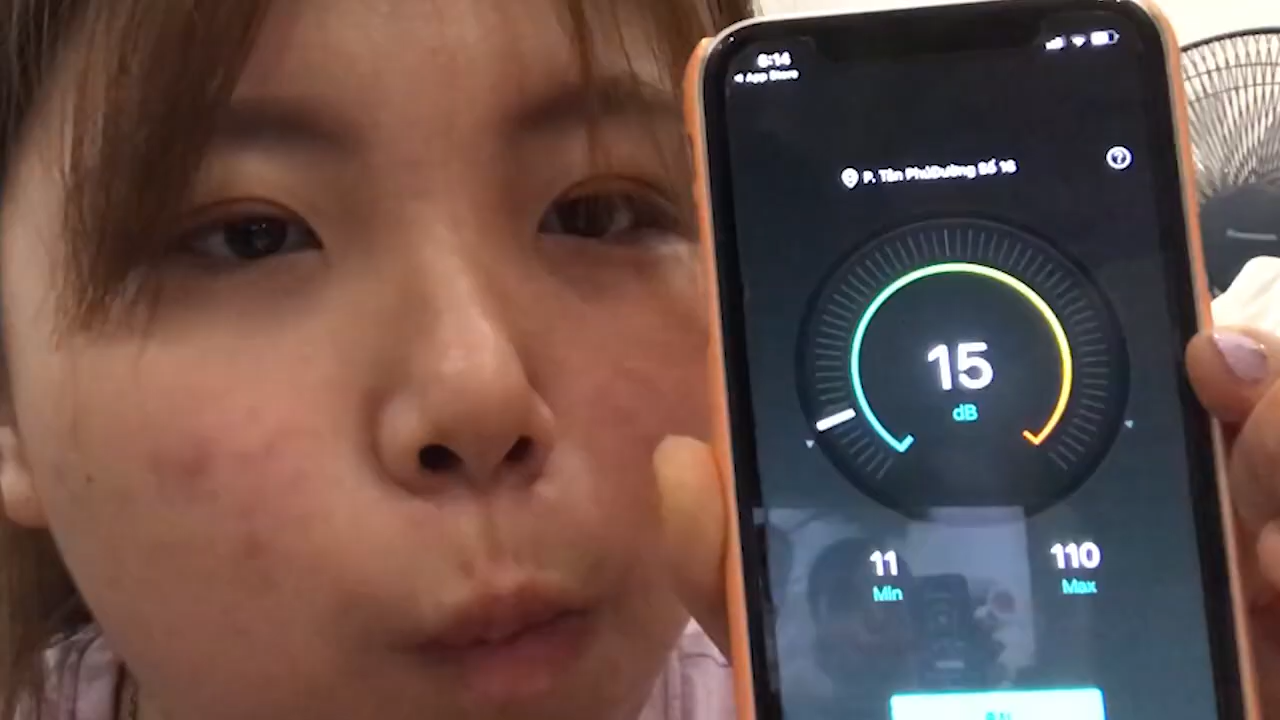 6:14
App Store
P. Tân PhúĐường Số 16
15
dB
11
Min
110
Max